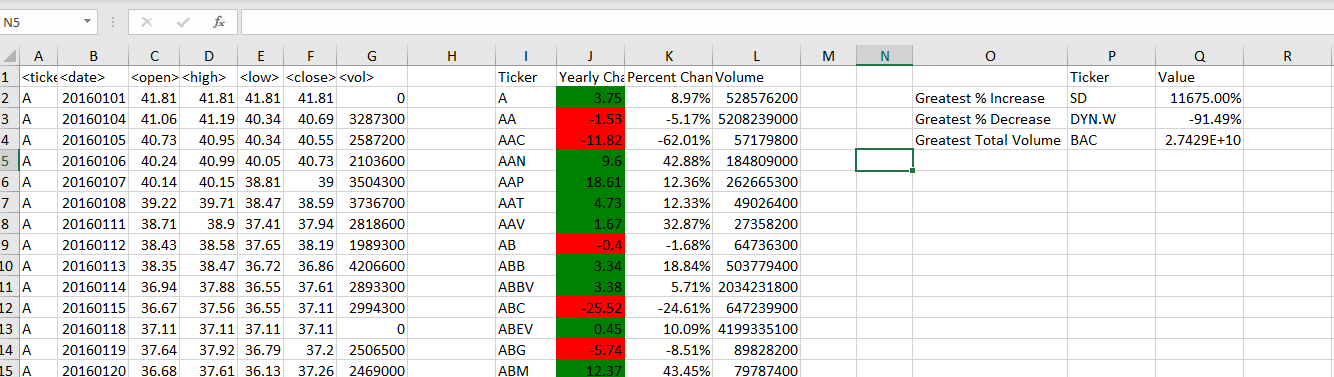 N5 fx
A B C D E F G H I J K L M N O P Q R
1 <ticke <date> <open> <high> <low> <close> <vol> Ticker Yearly Cha Percent Chan Volume Ticker Value
2 A 20160101 41.81 41.81 41.81 41.81 0 A 3.75 8.97% 528576200 Greatest % Increase SD 11675.00%
3 A 20160104 41.06 41.19 40.34 40.69 3287300 AA -1.53 -5.17% 5208239000 Greatest % Decrease DYN.W -91.49%
4 A 20160105 40.73 40.95 40.34 40.55 2587200 AAC -11.82 -62.01% 57179800 Greatest Total Volume BAC 2.7429E+10
5 A 20160106 40.24 40.99 40.05 40.73 2103600 AAN 9.6 42.88% 184809000
6 A 20160107 40.14 40.15 38.81 39 3504300 AAP 18.61 12.36% 262665300
7 A 20160108 39.22 39.71 38.47 38.59 3736700 AAT 4.73 12.33% 49026400
8 A 20160111 38.71 38.9 37.41 37.94 2818600 AAV 1.67 32.87% 27358200
9 A 20160112 38.43 38.58 37.65 38.19 1989300 AB -0.4 -1.68% 64736300
10 A 20160113 38.35 38.47 36.72 36.86 4206600 ABB 3.34 18.84% 503779400
11 A 20160114 36.94 37.88 36.55 37.61 2893300 ABBV 3.38 5.71% 2034231800
12 A 20160115 36.67 37.56 36.55 37.11 2994300 ABC -25.52 -24.61% 647239900
13 A 20160118 37.11 37.11 37.11 37.11 0 ABEV 0.45 10.09% 4199335100
14 A 20160119 37.64 37.92 36.79 37.2 2506500 ABG -5.74 -8.51% 89828200
15 A 20160120 36.68 37.61 36.13 37.26 2469000 ABM 12.37 43.45% 79787400